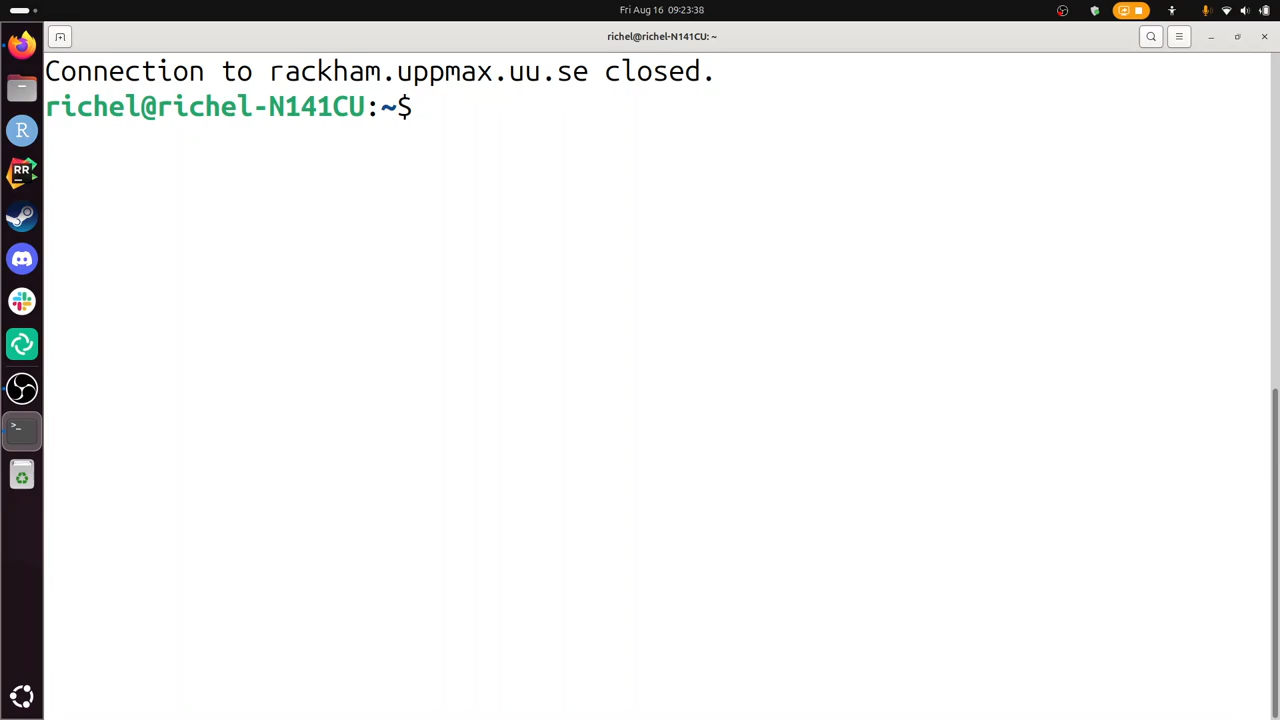 Fri Aug 16 09:23:38
richel@richel-N141CU: ~
Connection to rackham.uppmax.uu.se closed.
richel@richel-N141CU:~$
R
RR
>_